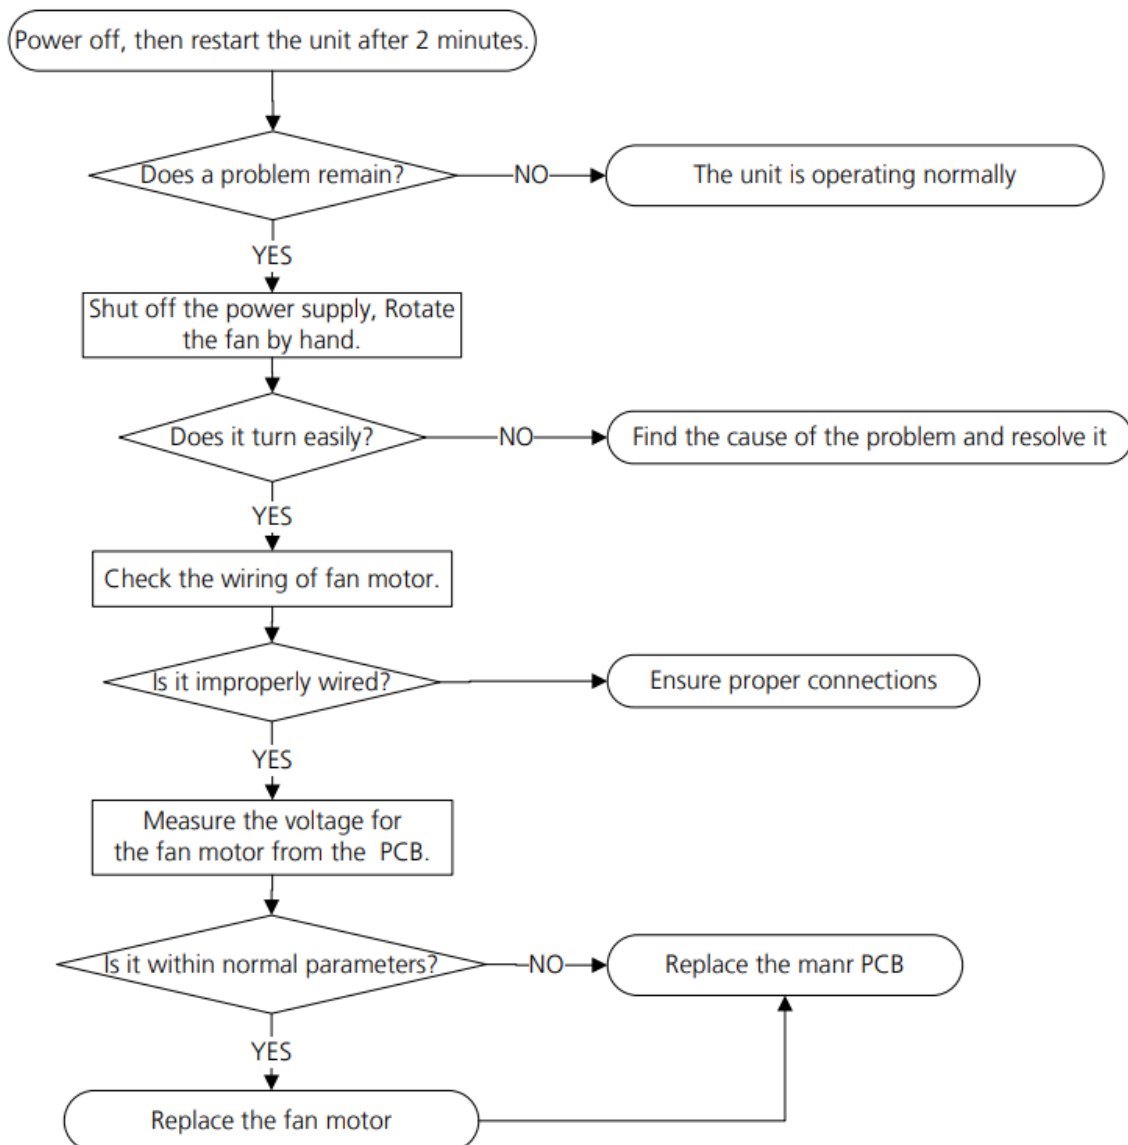 Power off, then restart the unit after 2 minutes.
Does a problem remain?
NO
The unit is operating normally
YES
Shut off the power supply, Rotate
the fan by hand.
Does it turn easily?
NO
Find the cause of the problem and resolve it
YES
Check the wiring of fan motor.
Is it improperly wired?
Ensure proper connections
YES
Measure the voltage for
the fan motor from the PCB.
Is it within normal parameters?
NO
Replace the manr PCB
YES
Replace the fan motor